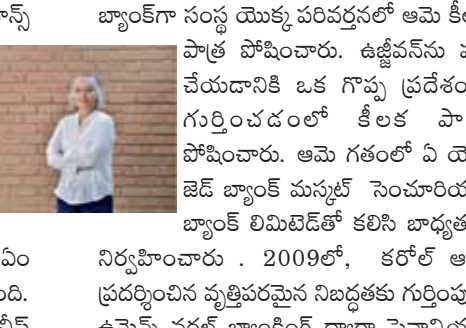 న్స్
ఏం
ంది.
బ్యాంక్‌గా సంస్థ యొక్క పరివర్తనలో ఆమె కీల
పాత్ర పోషించారు. ఉజ్జీవన్‌ను
చేయడానికి ఒక గొప్ప ప్రదేశం
గుర్తించడంలో కీలక పా
పోషించారు. ఆమె గతంలో ఏ
జెడ్ బ్యాంక్ మస్కట్ సెంచూరియ
బ్యాంక్ లిమిటెడ్‌తో కలిసి బాధ్యత
నిర్వహించారు . 2009లో, కరోల్ ఆ
ప్రదర్శించిన వృత్తిపరమైన నిబద్ధతకు గుర్తింపు